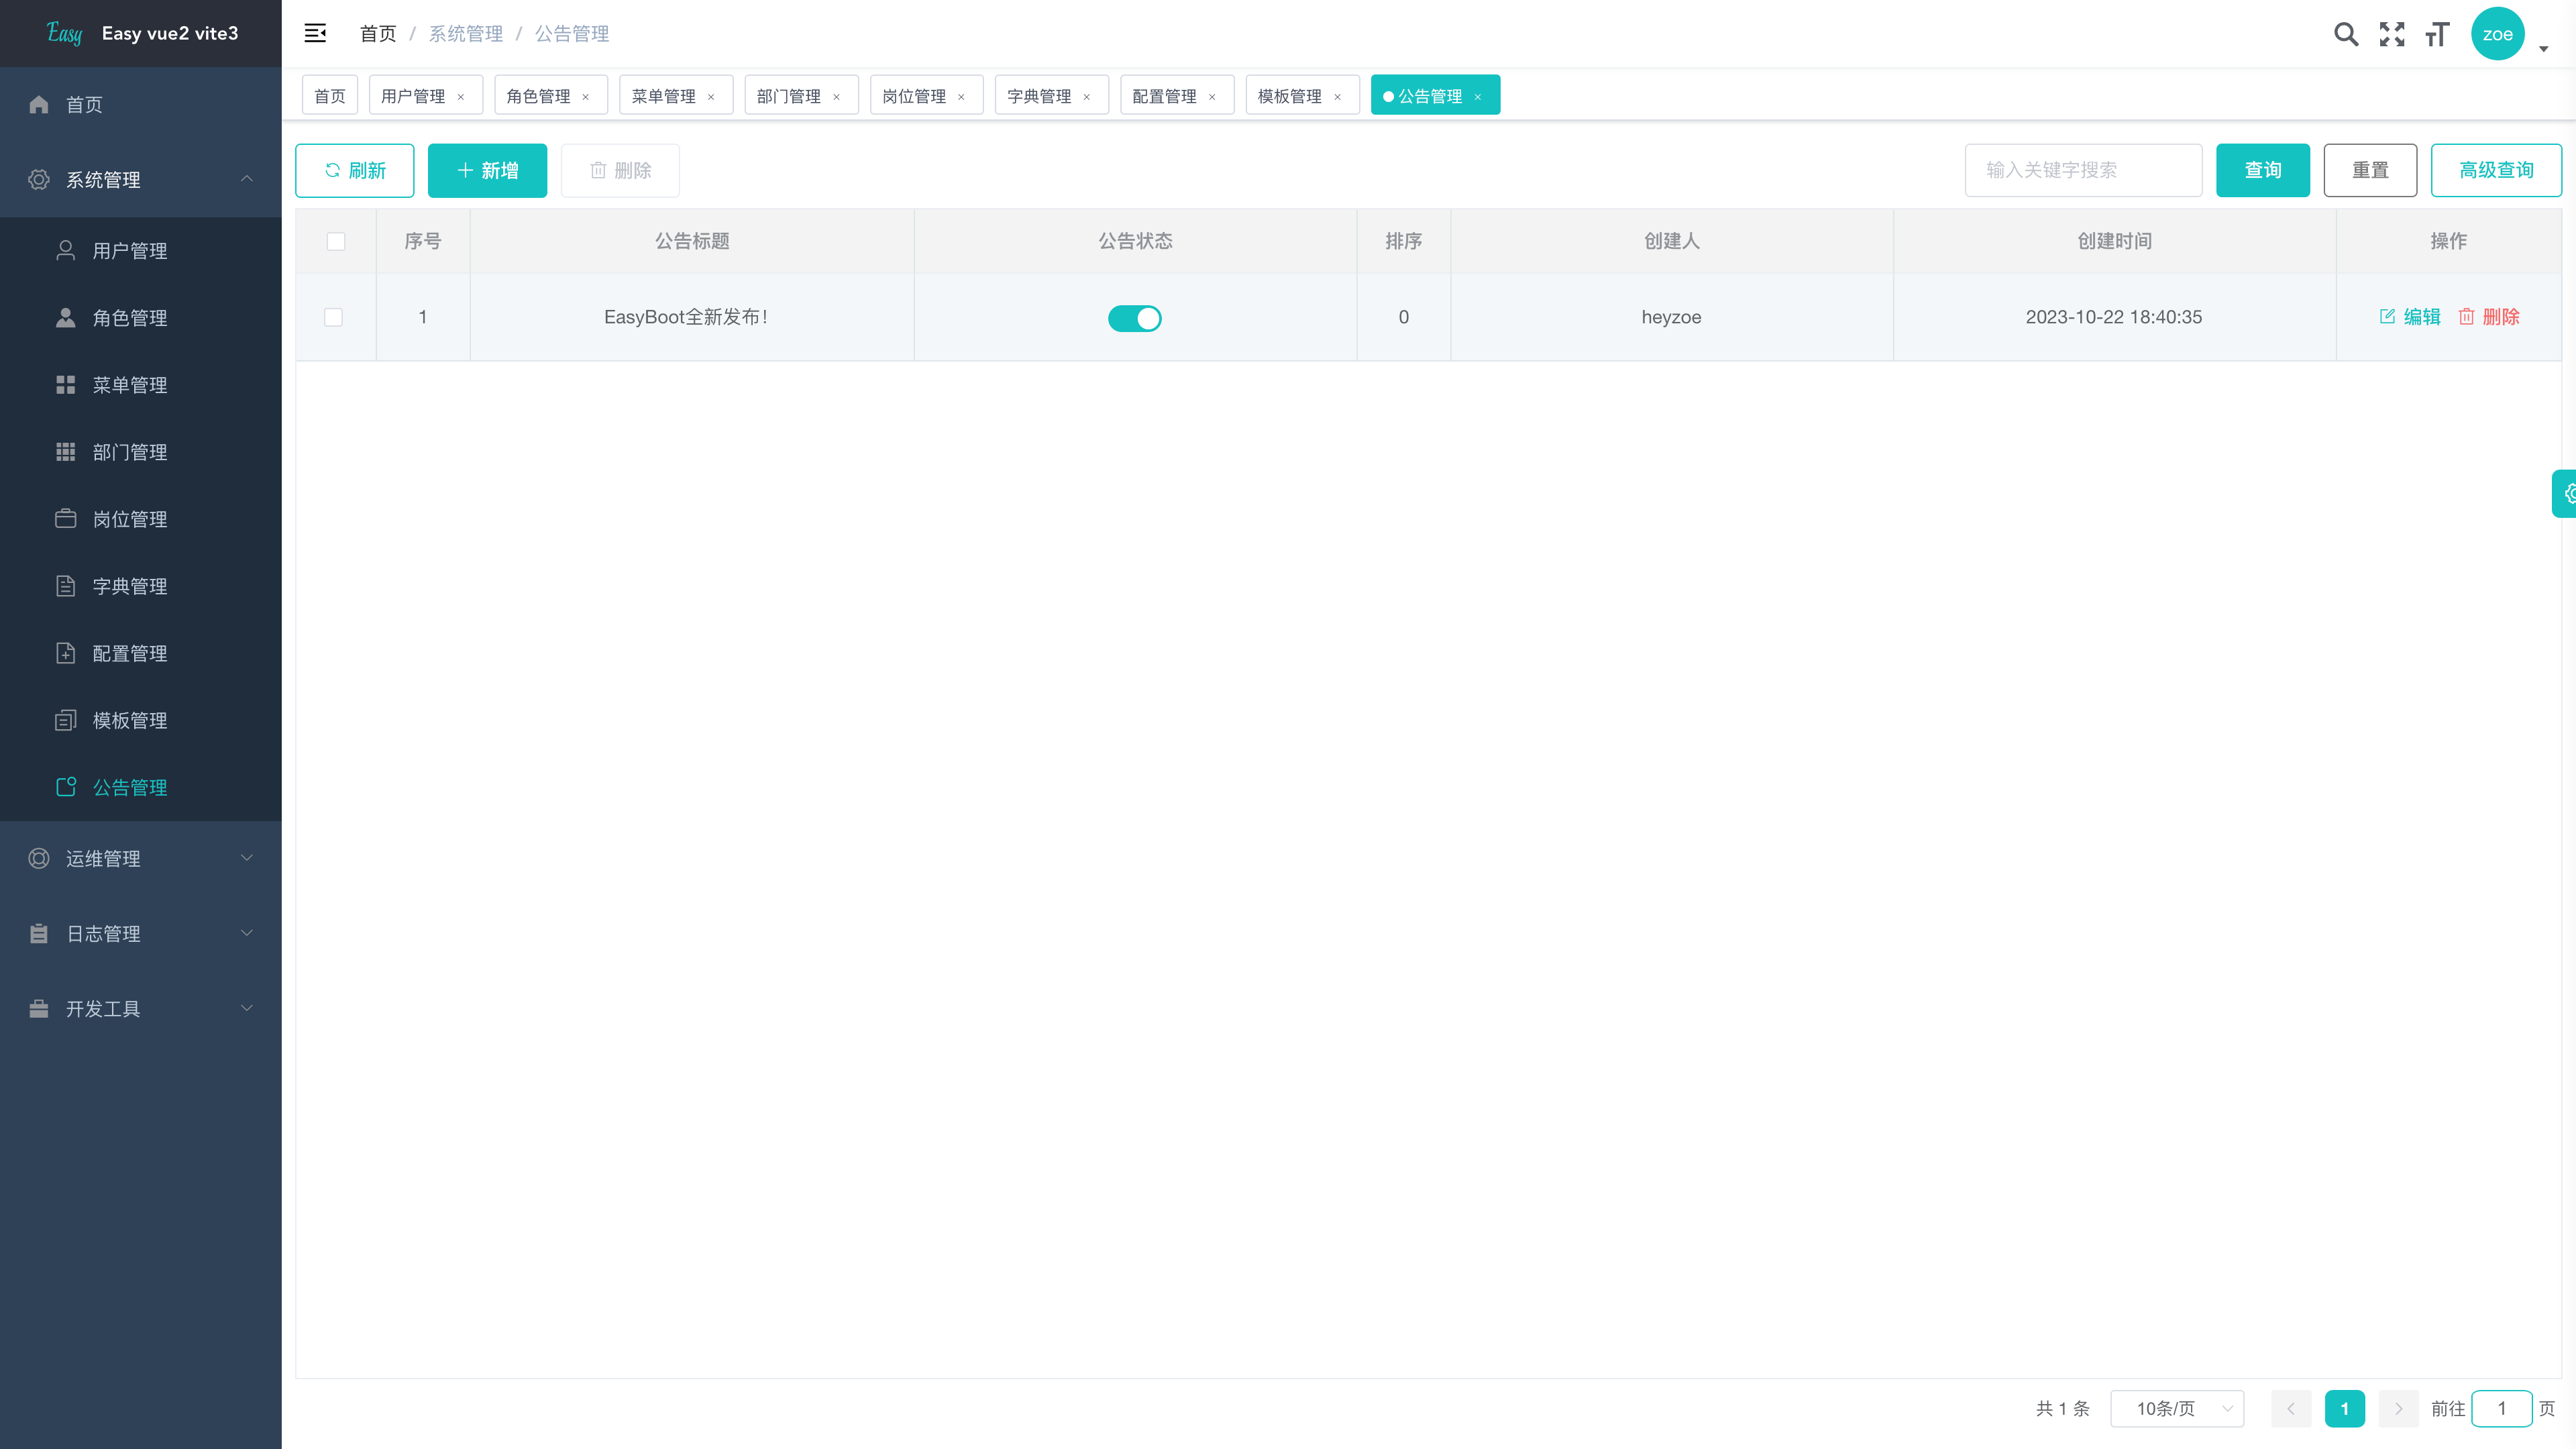 Easy Easy vue2 vite3
首页 / 系统管理 / 公告管理
zoe
首页
用户管理 ×
角色管理 ×
菜单管理 ×
部门管理 ×
岗位管理 ×
字典管理 ×
配置管理 ×
模板管理 ×
公告管理 ×
首页
系统管理
用户管理
角色管理
菜单管理
部门管理
岗位管理
字典管理
配置管理
模板管理
公告管理
运维管理
日志管理
开发工具
刷新 新增 删除 输入关键字搜索 查询 重置 高级查询
序号 公告标题 公告状态 排序 创建人 创建时间 操作
1 EasyBoot全新发布! 0 heyzoe 2023-10-22 18:40:35 编辑 删除
共 1 条 10条/页 1 前往 1 页